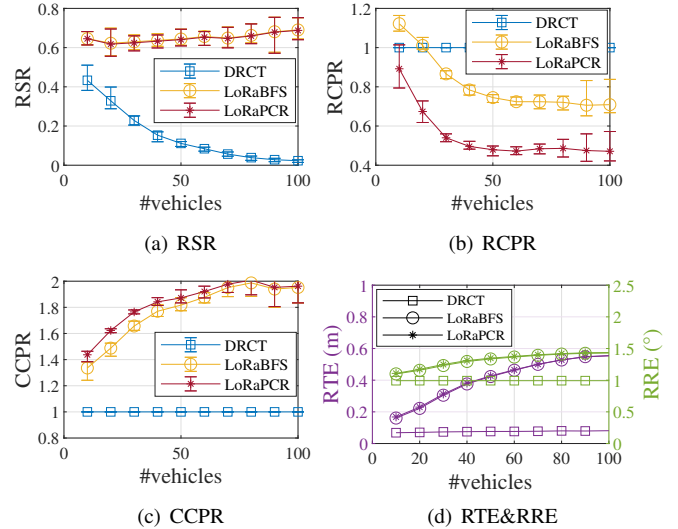 0.8
0.6
0.4
0.2
0
0
50
100
RSR
#vehicles
DRCT
LoRaBFS
LoRaPCR
(a) RSR
1.2
1
0.8
0.6
0.4
0
50
100
RCPR
#vehicles
DRCT
LoRaBFS
LoRaPCR
(b) RCPR
2
1.8
1.6
1.4
1.2
1
0.8
0
50
100
CCPR
#vehicles
DRCT
LoRaBFS
LoRaPCR
(c) CCPR
1
0.8
0.6
0.4
0.2
0
20
40
60
80
100
RTE (m)
2.5
2
1.5
1
0.5
0
RRE (°)
#vehicles
DRCT
LoRaBFS
LoRaPCR
(d) RTE&RRE